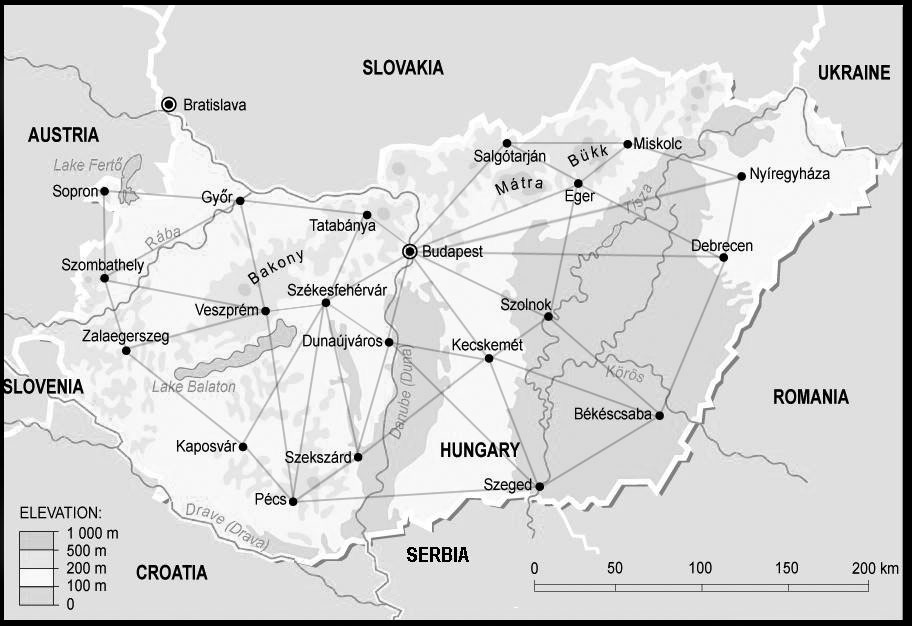 SLOVAKIA
UKRAINE
Bratislava
AUSTRIA
Lake Fertő
Salgótarján
Bükk
Miskolc
Mátra
Eger
Nyíregyháza
Sopron
Győr
Tisza
Tatabánya
Rába
Budapest
Debrecen
Szombathely
Bakony
Székesfehérvár
Veszprém
Szolnok
Zalaegerszeg
Dunaújváros
Kecskemét
Danube (Duna)
Körös
SLOVENIA
Lake Balaton
ROMANIA
Békéscsaba
Kaposvár
Szekszárd
HUNGARY
Pécs
Szeged
Drave (Drava)
SERBIA
CROATIA
ELEVATION:
1 000 m
500 m
200 m
100 m
0
0 50 100 150 200 km